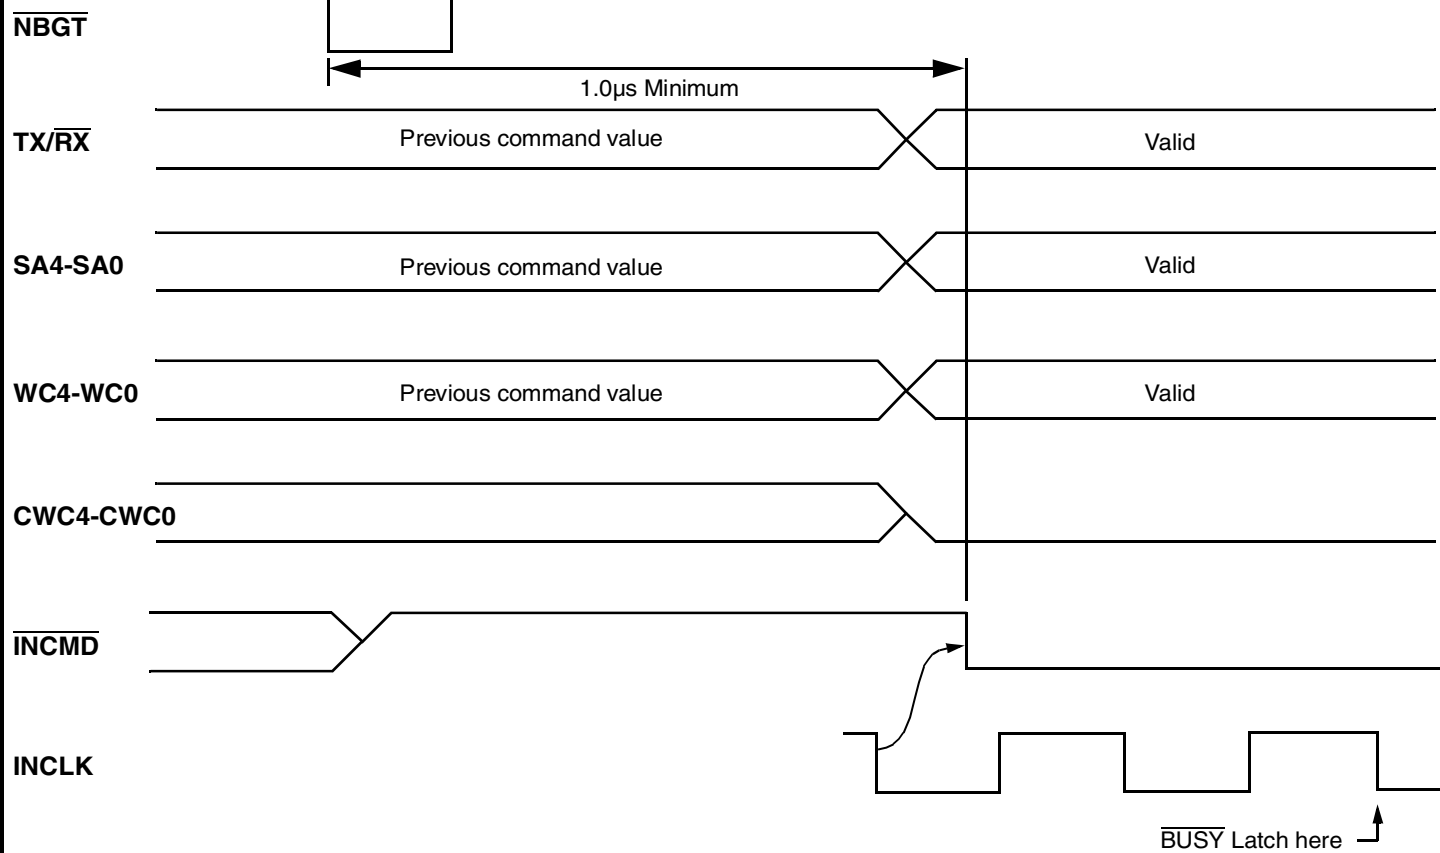 NBGT
1.0µs Minimum
TX/RX
Previous command value
Valid
SA4-SA0
Previous command value
Valid
WC4-WC0
Previous command value
Valid
CWC4-CWC0
INCMD
INCLK
BUSY Latch here